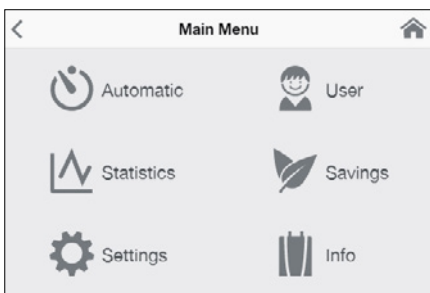 Main Menu
Automatic
User
Statistics
Savings
Settings
Info